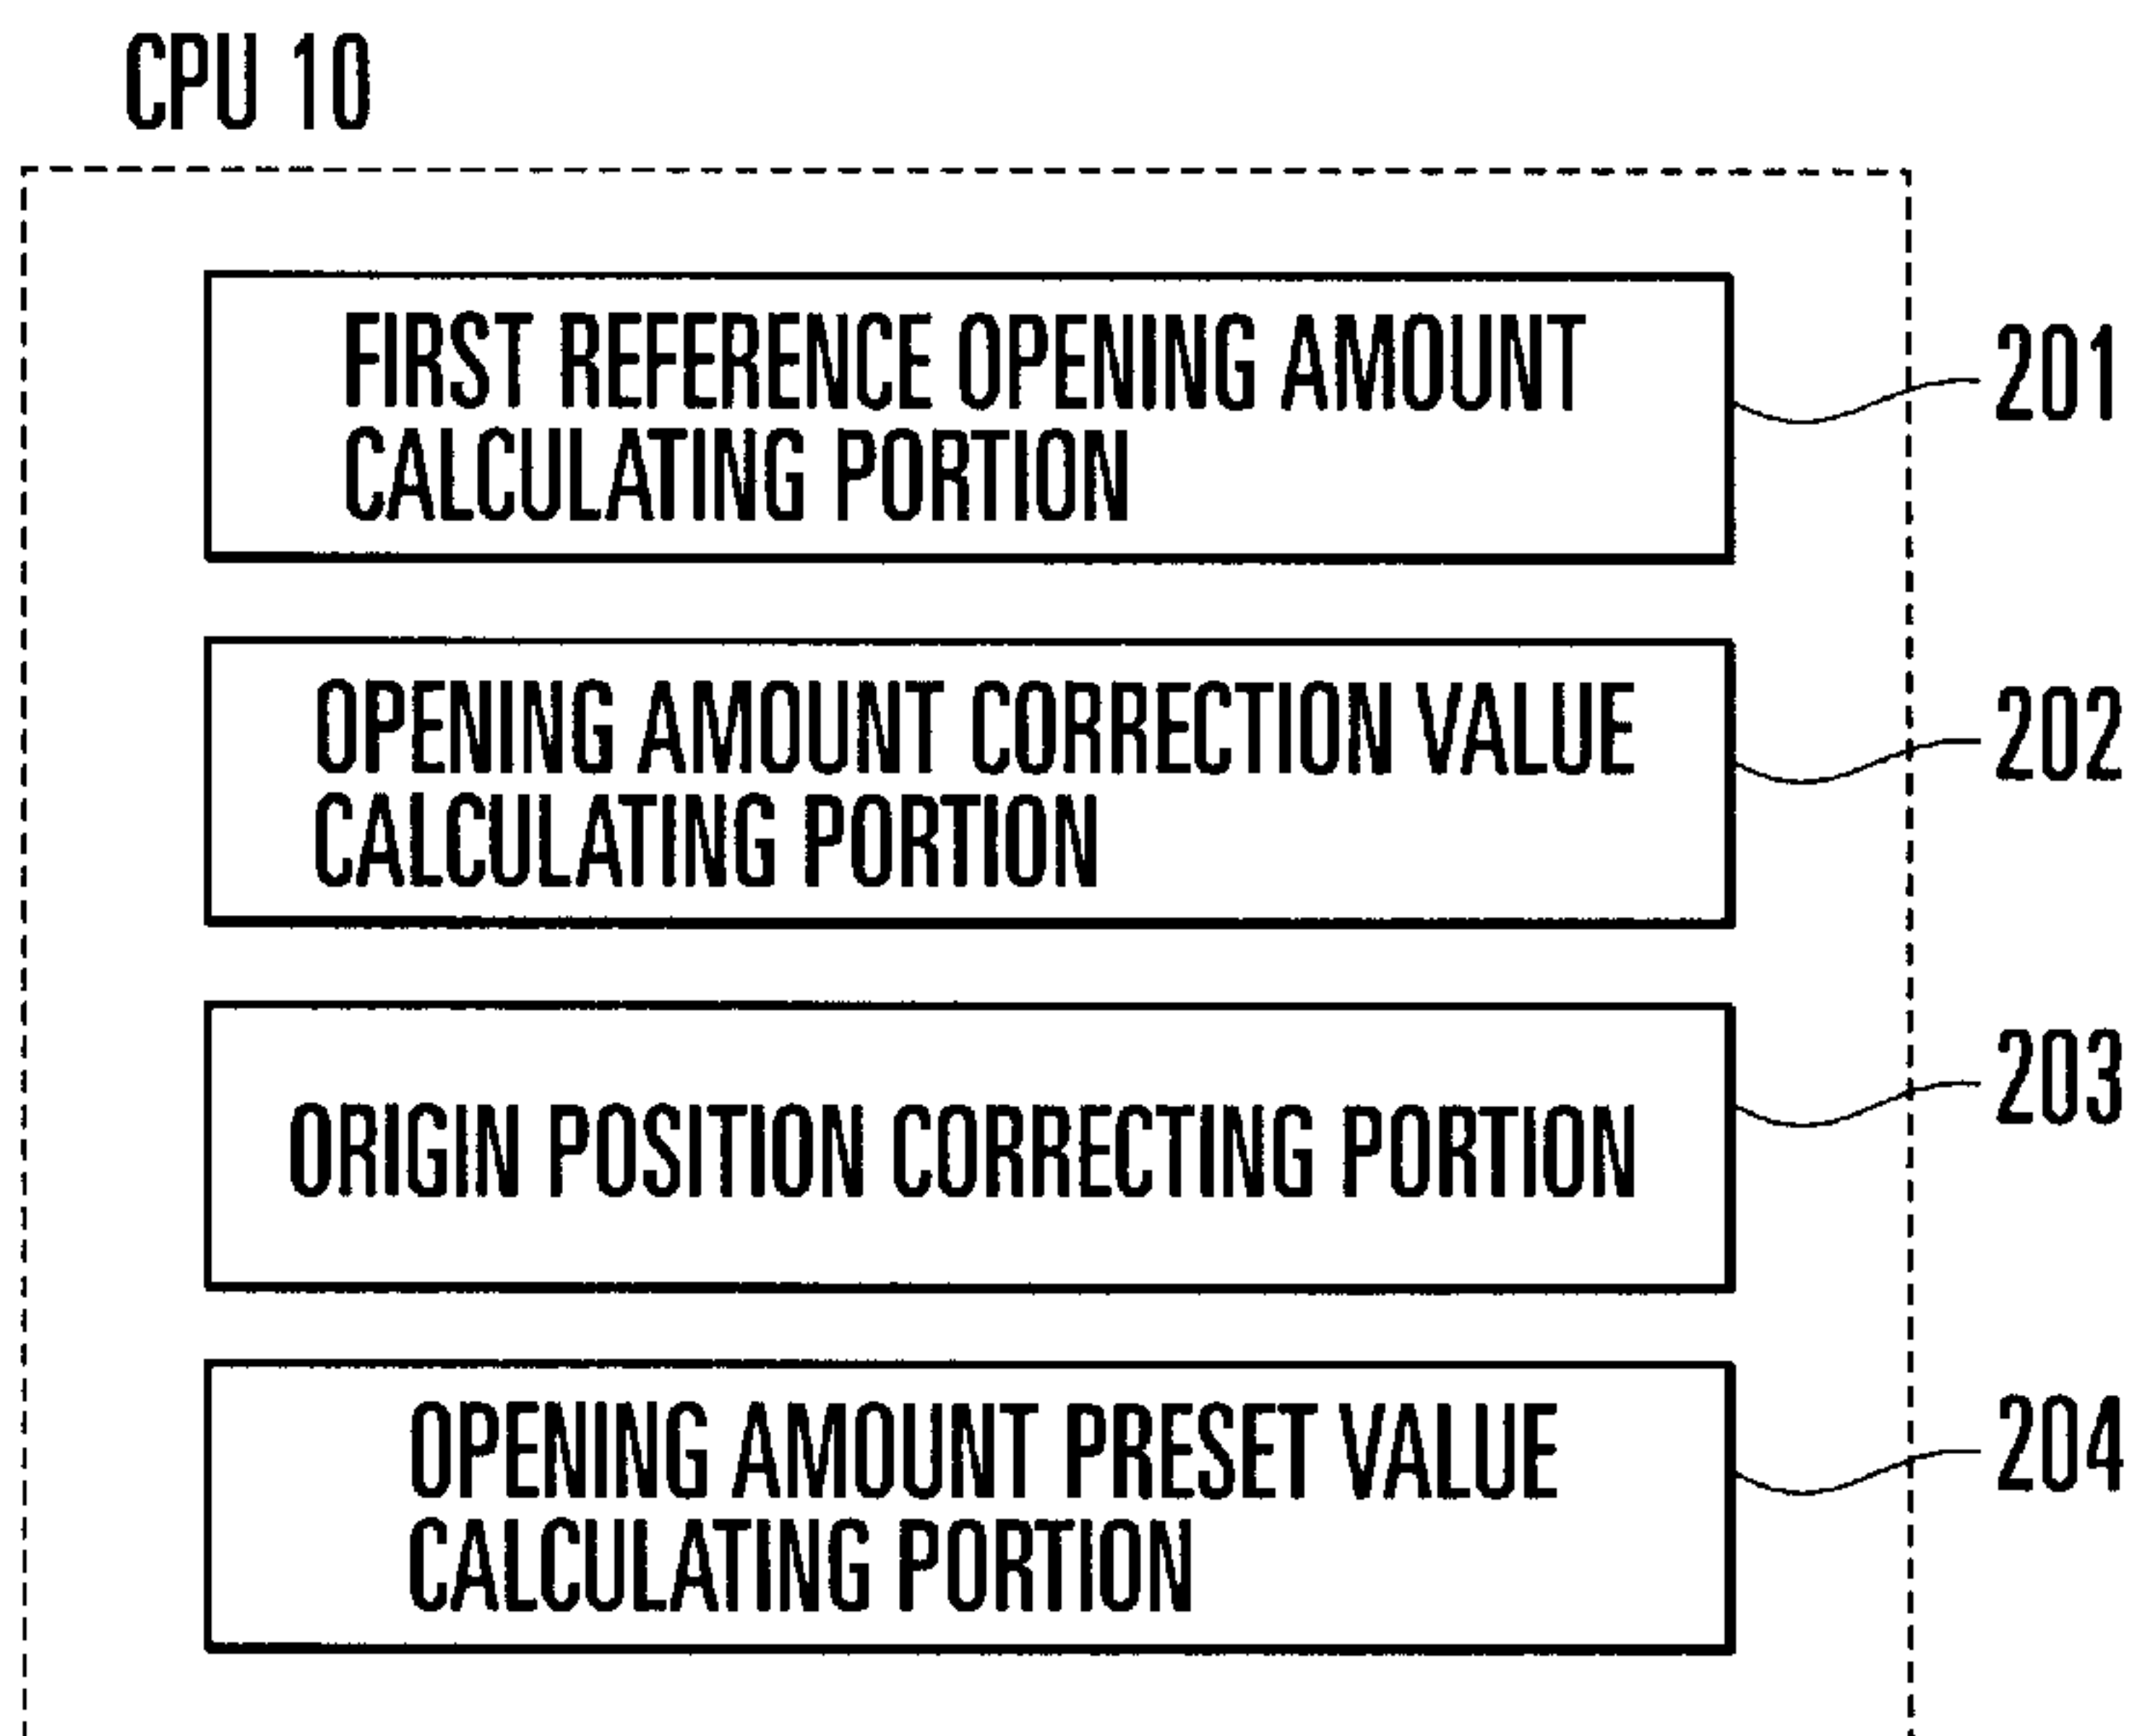 CPU 10
FIRST REFERENCE OPENING AMOUNT
CALCULATING PORTION
201
OPENING AMOUNT CORRECTION VALUE
CALCULATING PORTION
202
ORIGIN POSITION CORRECTING PORTION
203
OPENING AMOUNT PRESET VALUE
CALCULATING PORTION
204